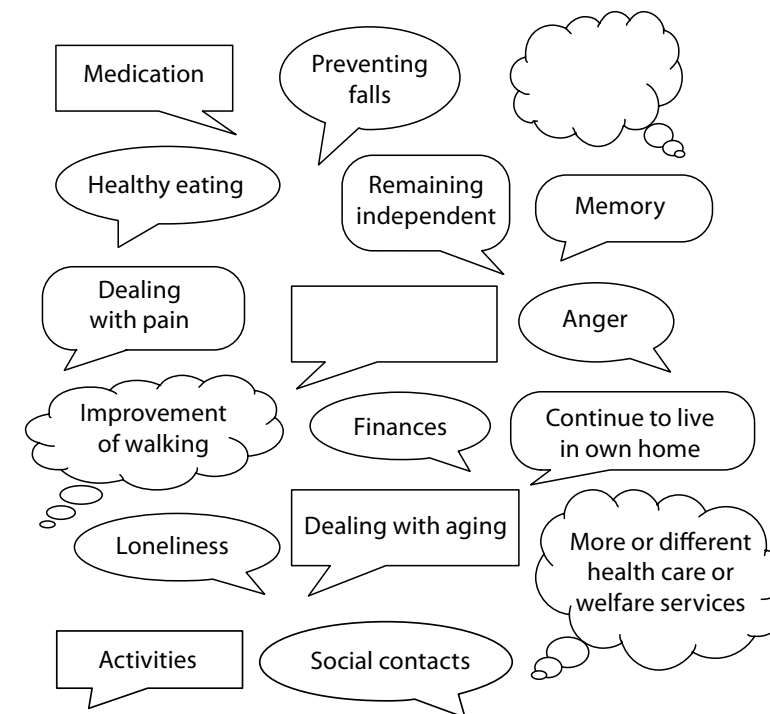 Medication
Preventing
falls
Healthy eating
Remaining
independent
Memory
Dealing
with pain
Anger
Improvement
of walking
Finances
Continue to live
in own home
Dealing with aging
Loneliness
More or different
health care or
welfare services
Activities
Social contacts